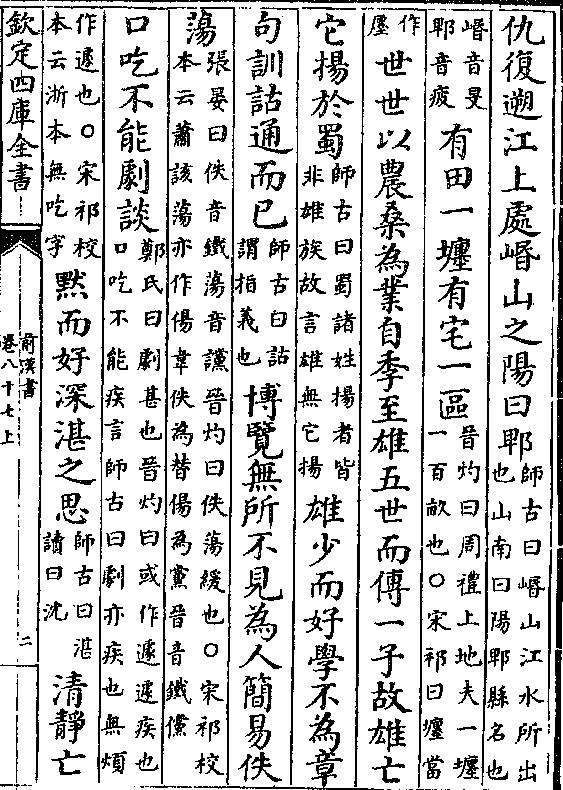 仇復遡江上處崏山之陽曰郫師古曰崏山江水所出也山南曰陽郫縣名也
崏音旻郫音疲有田一壥有宅一區晉灼曰周禮上地夫一壥一百畝也○宋祁曰壥當
作㕓世世以農桑為業自季至雄五世而傳一子故雄亡
它揚於蜀師古曰蜀諸姓揚者皆非雄族故言雄無它揚雄少而好學不為章
句訓詁通而已師古曰詁謂指義也博覽無所不見為人簡易佚
蕩張晏曰佚音鐵蕩音讜晉灼曰佚蕩緩也○宋祁校本云蕭該蕩亦作傷韋佚為替傷為黨晉音鐵儻
口吃不能劇談鄭氏曰劇甚也晉灼曰或作遽遽疾也口吃不能疾言師古曰劇亦疾也無煩
作遽也○宋祁校本云浙本無吃字默而好深湛之思師古曰湛讀曰沈清靜亡
欽定四庫全書
前漢書
卷八十七上
二